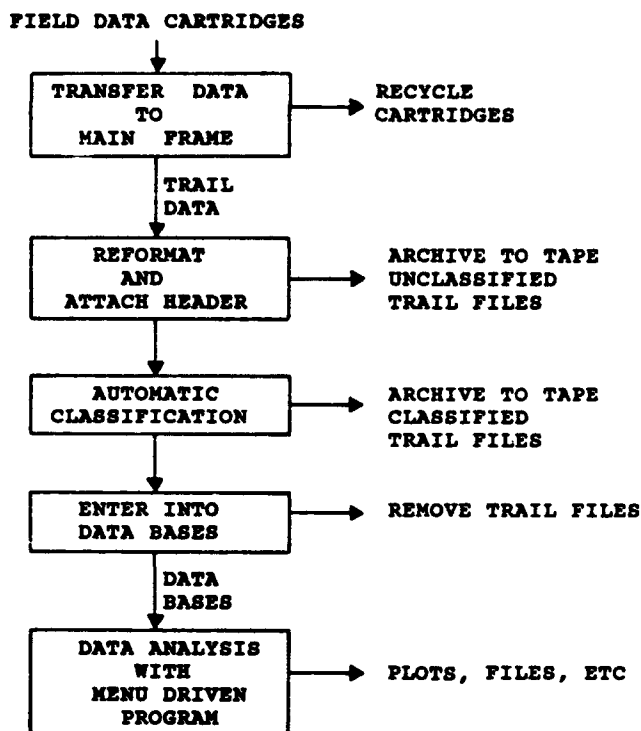 FIELD DATA CARTRIDGES
TRANSFER DATA
TO
MAIN FRAME
RECYCLE
CARTRIDGES
TRAIL
DATA
REFORMAT
AND
ATTACH HEADER
ARCHIVE TO TAPE
UNCLASSIFIED
TRAIL FILES
AUTOMATIC
CLASSIFICATION
ARCHIVE TO TAPE
CLASSIFIED
TRAIL FILES
ENTER INTO
DATA BASES
REMOVE TRAIL FILES
DATA
BASES
DATA ANALYSIS
WITH
MENU DRIVEN
PROGRAM
PLOTS, FILES, ETC